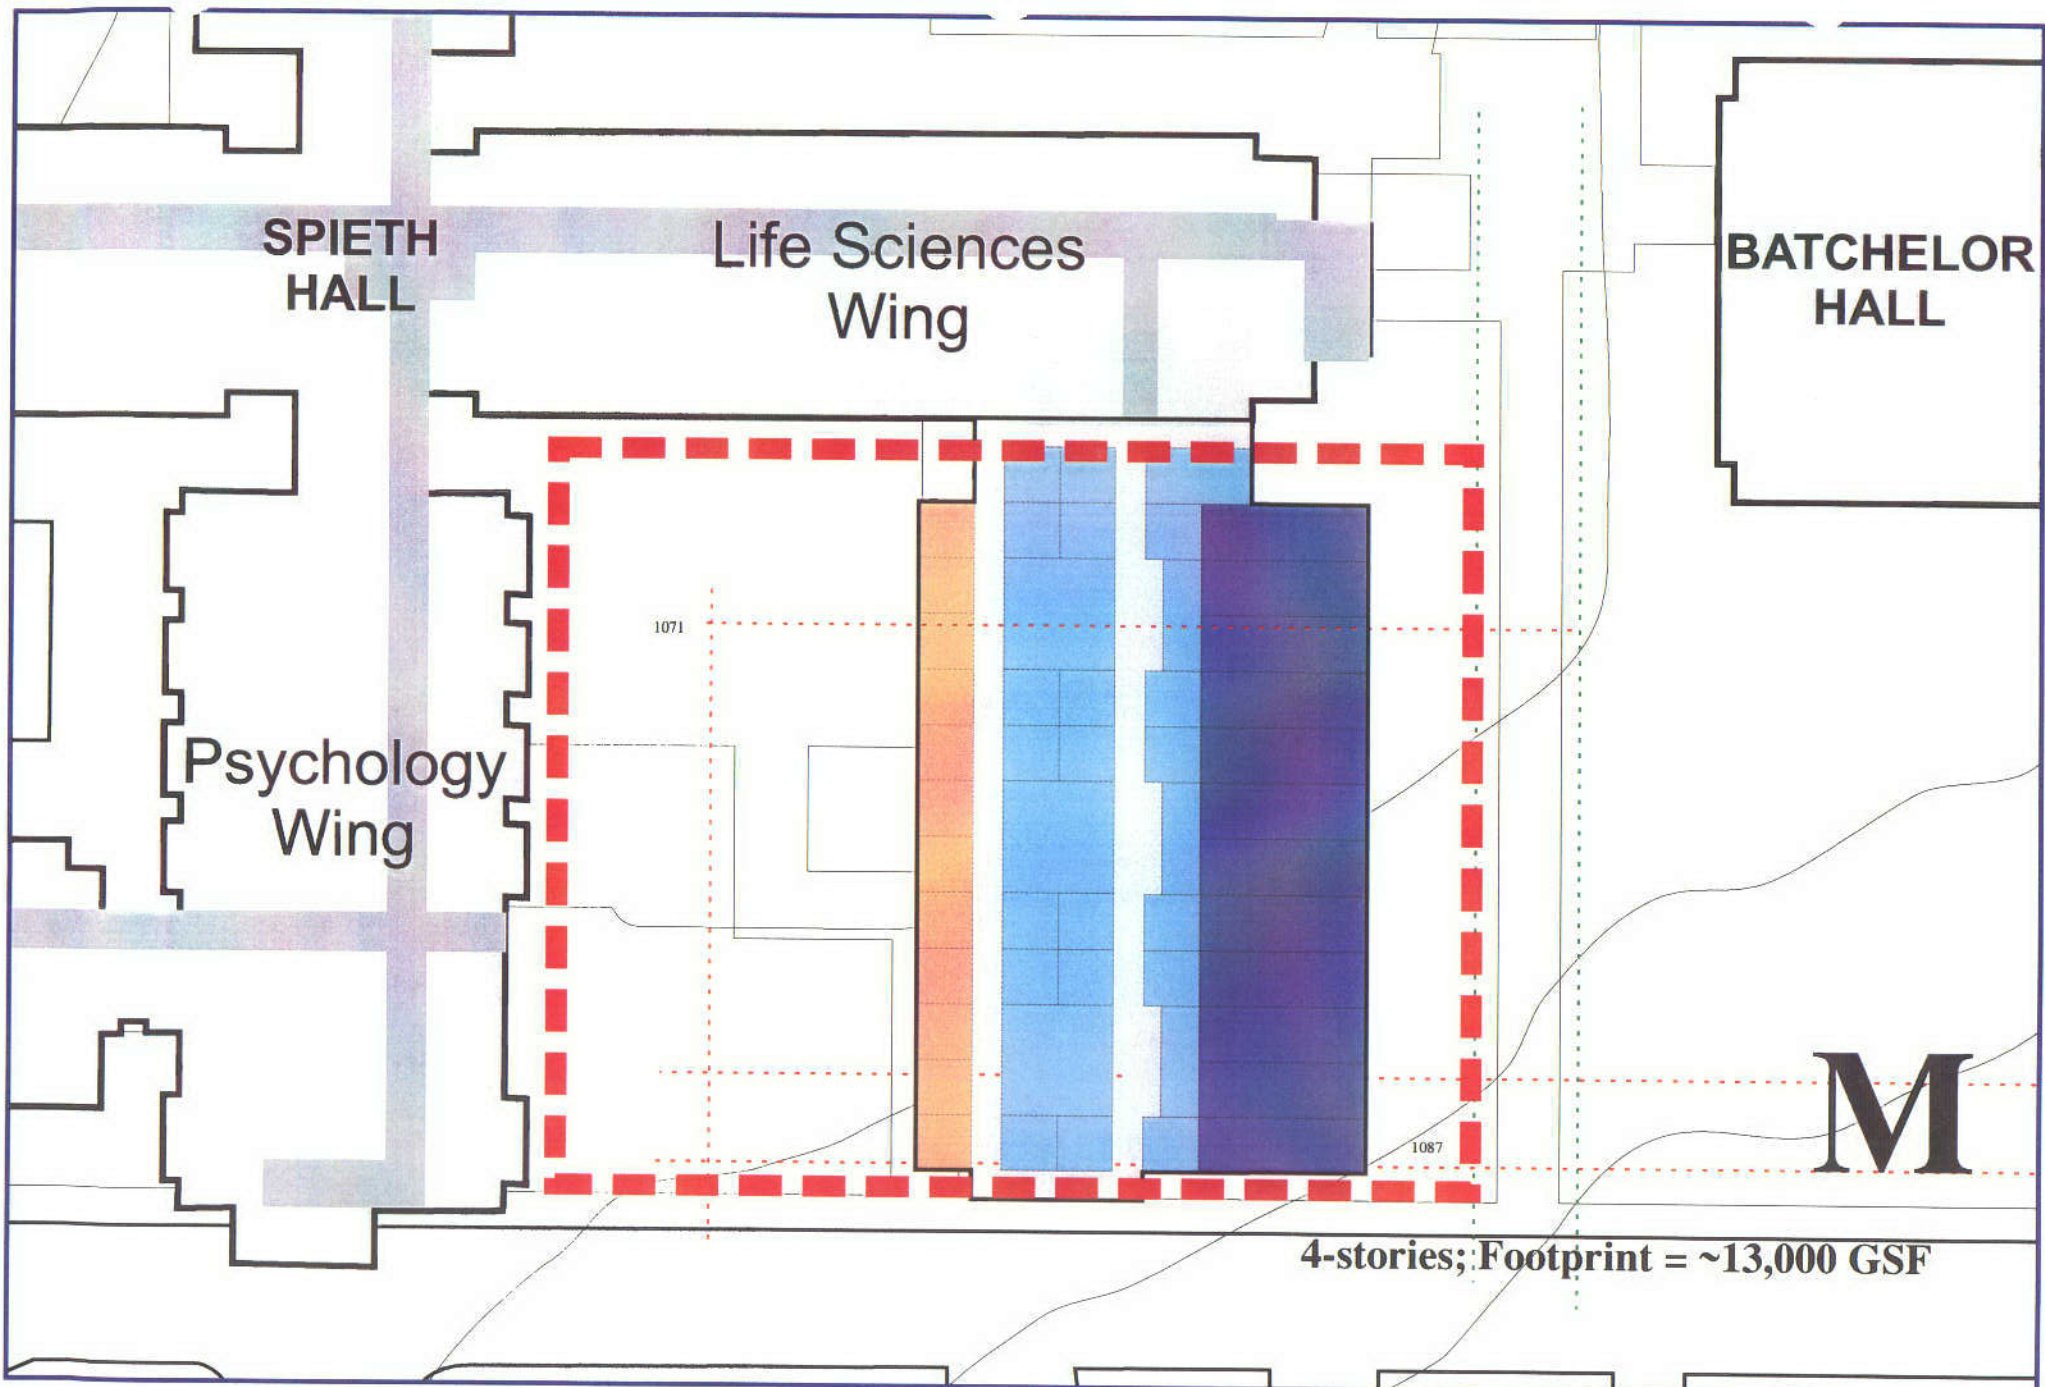 SPIETH
HALL
Life Sciences
Wing
BATCHELOR
HALL
1071
Psychology
Wing
1087
M
4-stories; Footprint = ~13,000 GSF